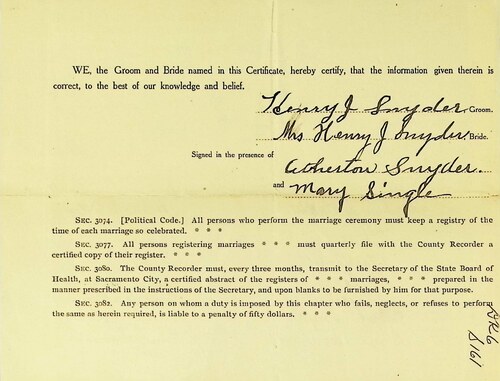 WE, the Groom and Bride named in this Certificate, hereby certify, that the information given therein is
correct, to the best of our knowledge and belief.
Henry J Snyder Groom.
Mrs Henry J Snyder Bride.
Signed in the presence of
Atherton Snyder.
and Mary Single
SEC. 3074. [Political Code.] All persons who perform the marriage ceremony must keep a registry of the
time of each marriage so celebrated. * * *
SEC. 3077. All persons registering marriages * * * must quarterly file with the County Recorder a
certified copy of their register. * * *
SEC. 3080. The County Recorder must, every three months, transmit to the Secretary of the State Board of
Health, at Sacramento City, a certified abstract of the registers of * * * marriages, * * * prepared in the
manner prescribed in the instructions of the Secretary, and upon blanks to be furnished by him for that purpose.
SEC. 3082. Any person on whom a duty is imposed by this chapter who fails, neglects, or refuses to perform
the same as herein required, is liable to a penalty of fifty dollars. * * *